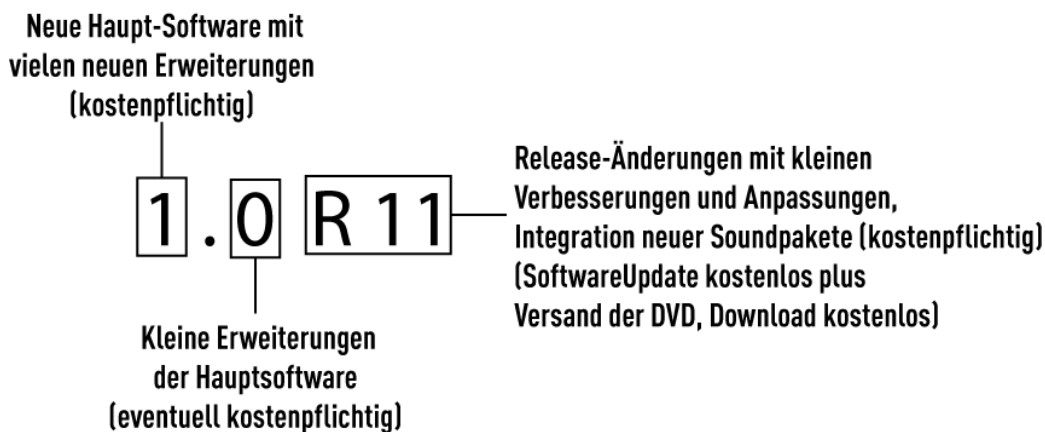 Neue Haupt-Software mit
vielen neuen Erweiterungen
(kostenpflichtig)
1.0 R 11
Release-Änderungen mit kleinen
Verbesserungen und Anpassungen,
Integration neuer Soundpakete (kostenpflichtig)
(SoftwareUpdate kostenlos plus
Versand der DVD, Download kostenlos)
Kleine Erweiterungen
der Hauptsoftware
(eventuell kostenpflichtig)